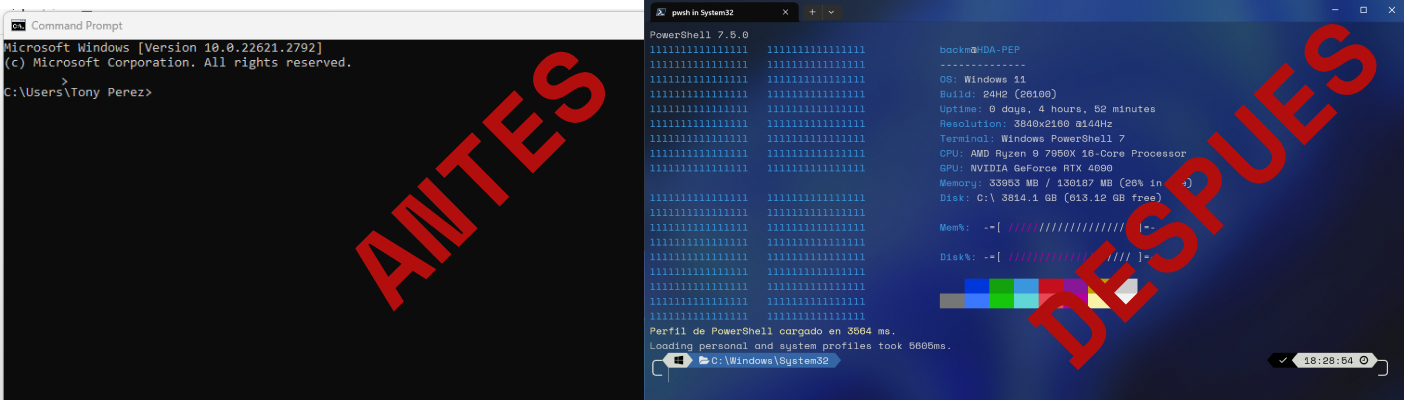 Command Prompt
Microsoft Windows [Version 10.0.22621.2792]
(c) Microsoft Corporation. All rights reserved.
>
C:\Users\Tony Perez>
ANTES
pwsh in System32
PowerShell 7.5.0
backm@HDA-PEP
--------------
OS: Windows 11
Build: 24H2 (26100)
Uptime: 0 days, 4 hours, 52 minutes
Resolution: 3840x2160 @144Hz
Terminal: Windows PowerShell 7
CPU: AMD Ryzen 9 7950X 16-Core Processor
GPU: NVIDIA GeForce RTX 4090
Memory: 33953 MB / 130187 MB (26% in
Disk: C:\ 3814.1 GB (613.12 GB free)
Mem%:
Disk%:
Perfil de PowerShell cargado en 3564 ms.
Loading personal and system profiles took 5605ms.
C:\Windows\System32
18:28:54
DESPUES